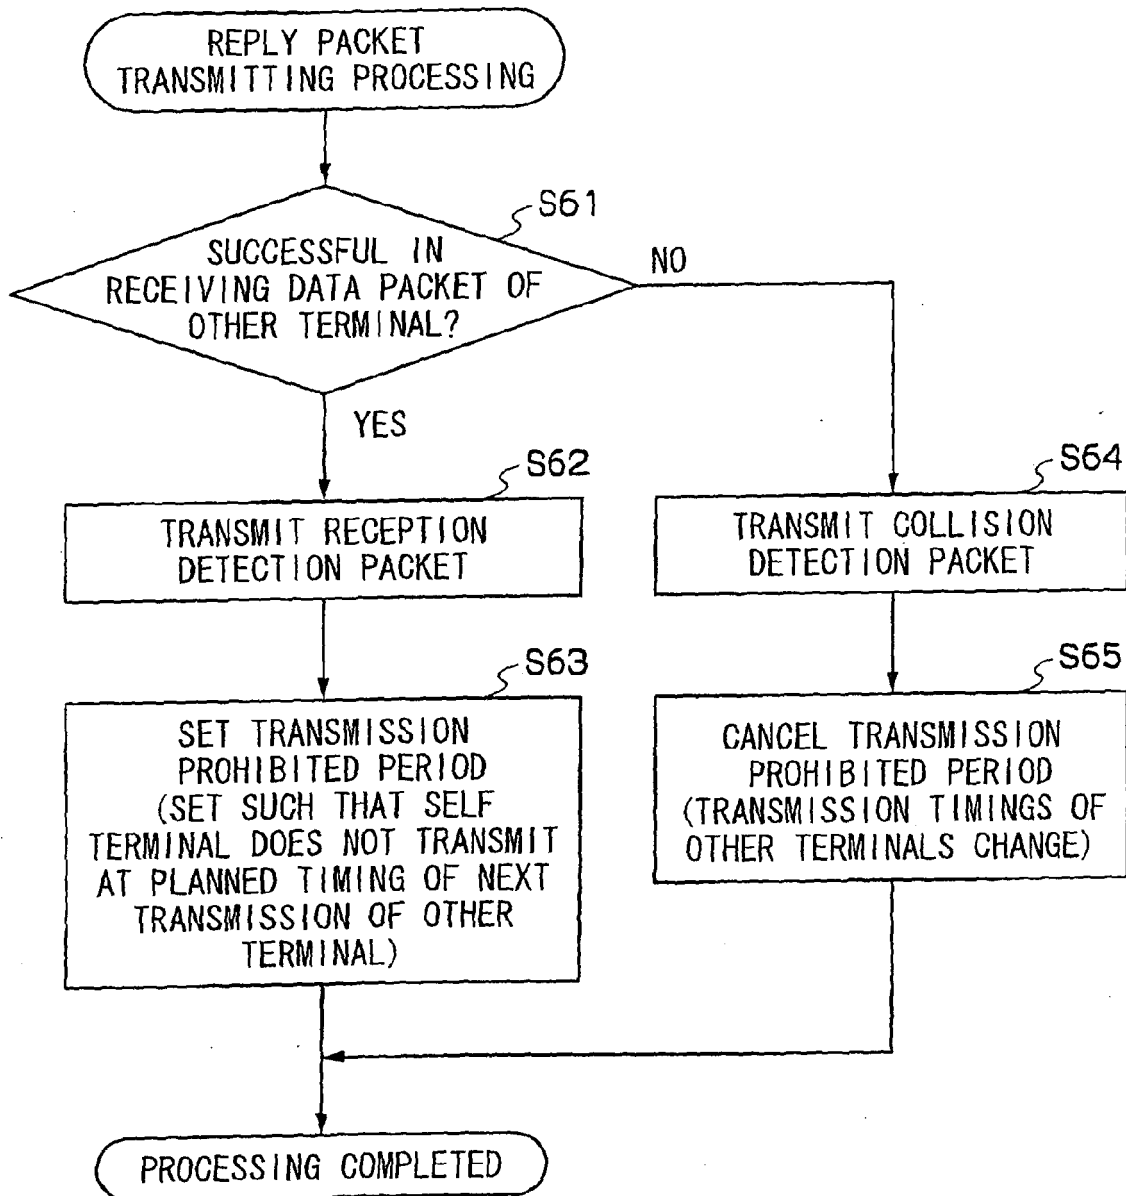 REPLY PACKET
TRANSMITTING PROCESSING
S61
SUCCESSFUL IN
RECEIVING DATA PACKET OF
OTHER TERMINAL?
NO
YES
S62
TRANSMIT RECEPTION
DETECTION PACKET
S64
TRANSMIT COLLISION
DETECTION PACKET
S63
SET TRANSMISSION
PROHIBITED PERIOD
(SET SUCH THAT SELF
TERMINAL DOES NOT TRANSMIT
AT PLANNED TIMING OF NEXT
TRANSMISSION OF OTHER
TERMINAL)
S65
CANCEL TRANSMISSION
PROHIBITED PERIOD
(TRANSMISSION TIMINGS OF
OTHER TERMINALS CHANGE)
PROCESSING COMPLETED